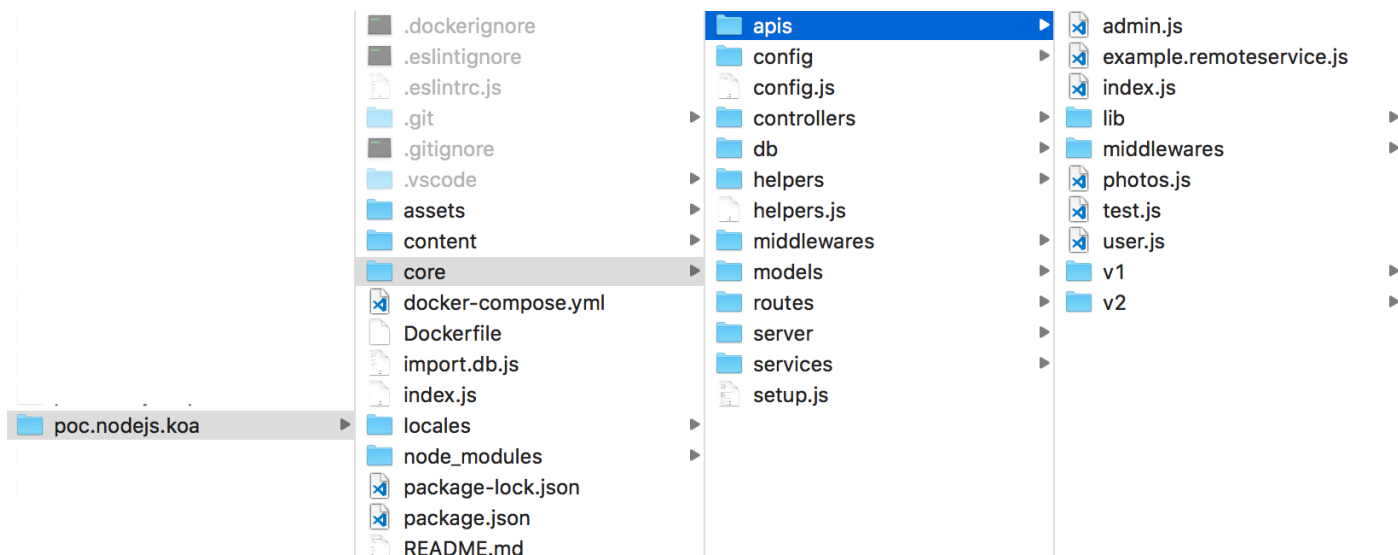 poc.nodejs.koa
.dockerignore
.eslintignore
.eslintrc.js
.git
.gitignore
.vscode
assets
content
core
docker-compose.yml
Dockerfile
import.db.js
index.js
locales
node_modules
package-lock.json
package.json
README.md
apis
config
config.js
controllers
db
helpers
helpers.js
middlewares
models
routes
server
services
setup.js
admin.js
example.remoteservice.js
index.js
lib
middlewares
photos.js
test.js
user.js
v1
v2